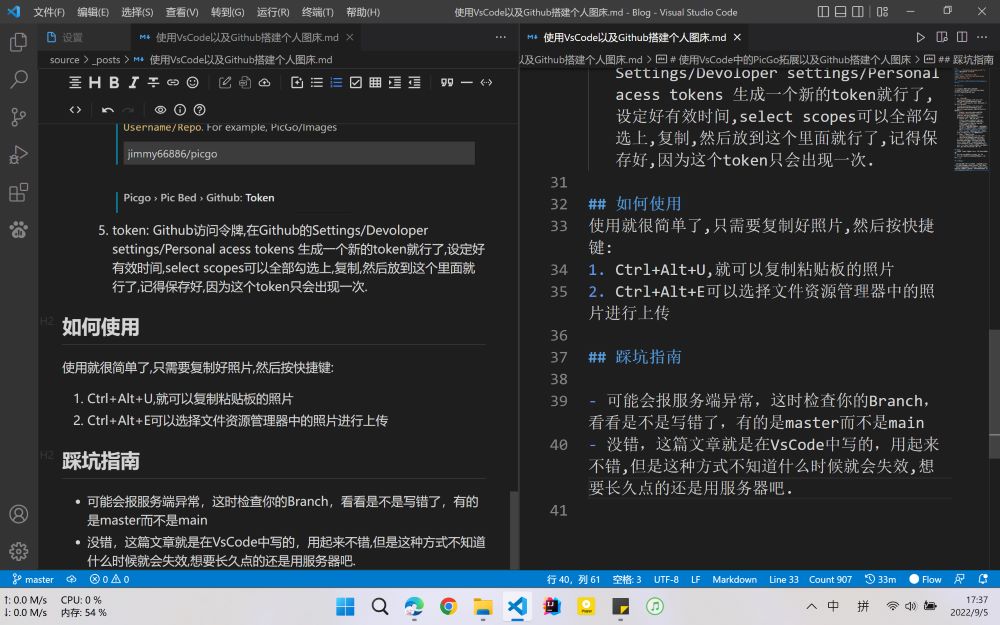 文件(F) 编辑(E) 选择(S) 查看(V) 转到(G) 运行(R) 终端(T) 帮助(H) 使用VsCode以及Github搭建个人图床.md - Blog - Visual Studio Code
设置 使用VsCode以及Github搭建个人图床.md
source > _posts > 使用VsCode以及Github搭建个人图床.md
Username/Repo. For example, PicGo/Images
jimmy66886/picgo
Picgo › Pic Bed › Github: Token
5. token: Github访问令牌,在Github的Settings/Devoloper
settings/Personal acess tokens 生成一个新的token就行了,设定好
有效时间,select scopes可以全部勾选上,复制,然后放到这个里面就
行了,记得保存好,因为这个token只会出现一次.
H2 如何使用
使用就很简单了,只需要复制好照片,然后按快捷键:
1. Ctrl+Alt+U,就可以复制粘贴板的照片
2. Ctrl+Alt+E可以选择文件资源管理器中的照片进行上传
H2 踩坑指南
• 可能会报服务端异常，这时检查你的Branch，看看是不是写错了，有的
是master而不是main
• 没错，这篇文章就是在VsCode中写的，用起来不错,但是这种方式不知道
什么时候就会失效,想要长久点的还是用服务器吧.
使用VsCode以及Github搭建个人图床.md
以及Github搭建个人图床.md > # 使用VsCode中的PicGo拓展以及Github搭建个人图床 > ## 踩坑指南
Settings/Devoloper settings/Personal
acess tokens 生成一个新的token就行了,
设定好有效时间,select scopes可以全部勾
选上,复制,然后放到这个里面就行了,记得保
存好,因为这个token只会出现一次.
31
32 ## 如何使用
33 使用就很简单了,只需要复制好照片,然后按快捷
键:
34 1. Ctrl+Alt+U,就可以复制粘贴板的照片
35 2. Ctrl+Alt+E可以选择文件资源管理器中的照
片进行上传
36
37 ## 踩坑指南
38
39 - 可能会报服务端异常，这时检查你的Branch，
看看是不是写错了，有的是master而不是main
40 - 没错，这篇文章就是在VsCode中写的，用起来
不错,但是这种方式不知道什么时候就会失效,想
要长久点的还是用服务器吧.
41
master 0 0 行 40，列 61 空格: 3 UTF-8 LF Markdown Line 33 Count 907 33m Flow
↑: 0.0 M/s CPU: 0 %
↓: 0.0 M/s 内存: 54 %
中 拼 17:37
2022/9/5